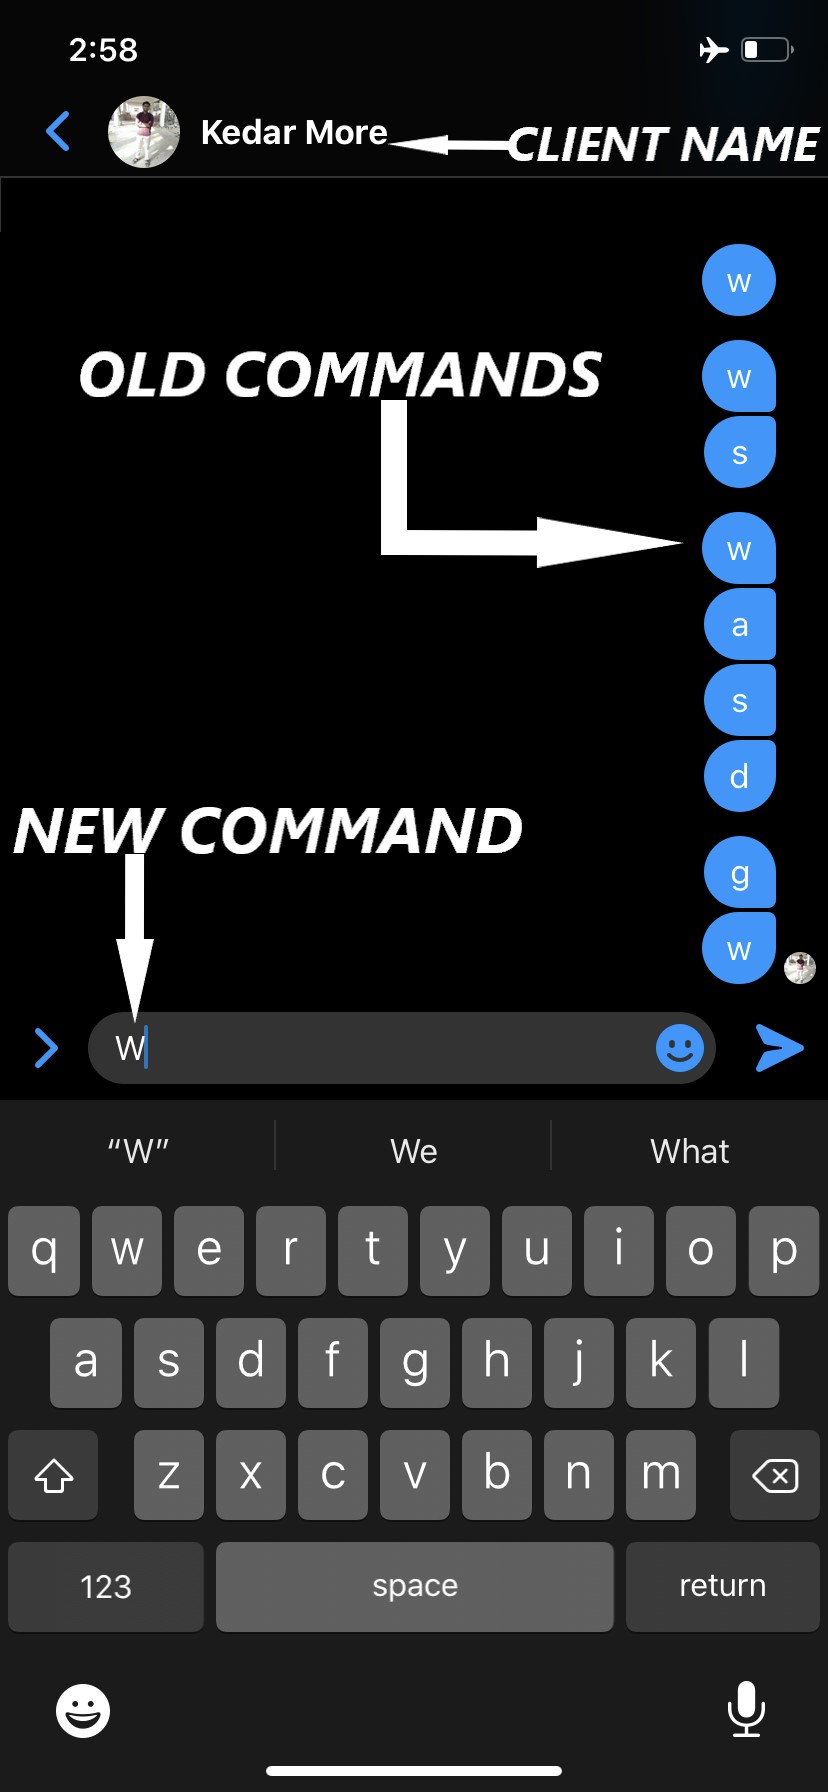 2:58
Kedar More
CLIENT NAME
w
OLD COMMANDS
w
s
w
a
s
d
NEW COMMAND
g
w
W
“W” We What
q w e r t y u i o p
a s d f g h j k l
z x c v b n m
123 space return